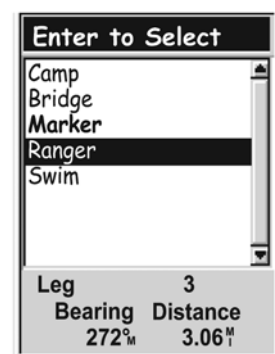 Enter to Select
Camp
Bridge
Marker
Ranger
Swim
Leg 3
Bearing Distance
272°M 3.06MI